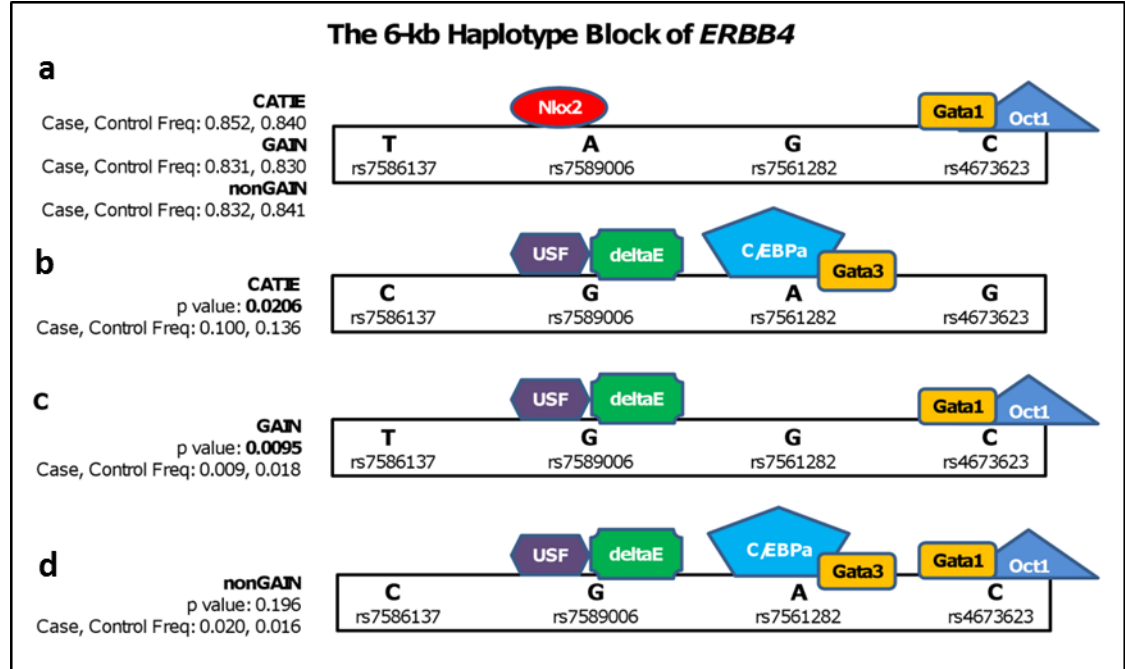 The 6-kb Haplotype Block of ERBB4
a
CATIE
Case, Control Freq: 0.852, 0.840
GAIN
Case, Control Freq: 0.831, 0.830
nonGAIN
Case, Control Freq: 0.832, 0.841
Nkx2 Gata1 Oct1
T A G C
rs7586137 rs7589006 rs7561282 rs4673623
b
CATIE
p value: 0.0206
Case, Control Freq: 0.100, 0.136
USF deltaE C/EBPa Gata3
C G A G
rs7586137 rs7589006 rs7561282 rs4673623
c
GAIN
p value: 0.0095
Case, Control Freq: 0.009, 0.018
USF deltaE Gata1 Oct1
T G G C
rs7586137 rs7589006 rs7561282 rs4673623
d
nonGAIN
p value: 0.196
Case, Control Freq: 0.020, 0.016
USF deltaE C/EBPa Gata3 Gata1 Oct1
C G A C
rs7586137 rs7589006 rs7561282 rs4673623